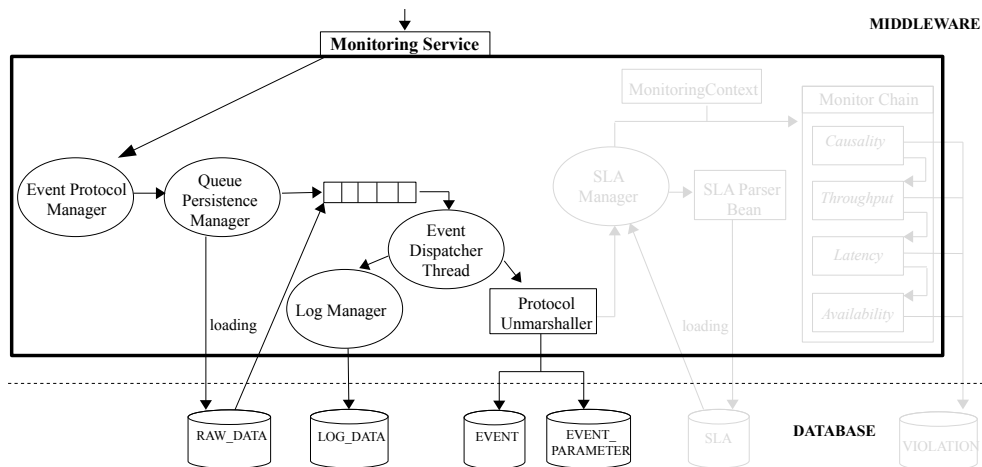 MIDDLEWARE
Monitoring Service
MonitoringContext
Monitor Chain
Causality
Event Protocol
Manager
Queue
Persistence
Manager
SLA
Manager
SLA Parser
Bean
Throughput
Event
Dispatcher
Thread
Latency
Log Manager
Protocol
Unmarshaller
Availability
loading
loading
RAW_DATA
LOG_DATA
EVENT
EVENT_
PARAMETER
SLA
DATABASE
VIOLATION